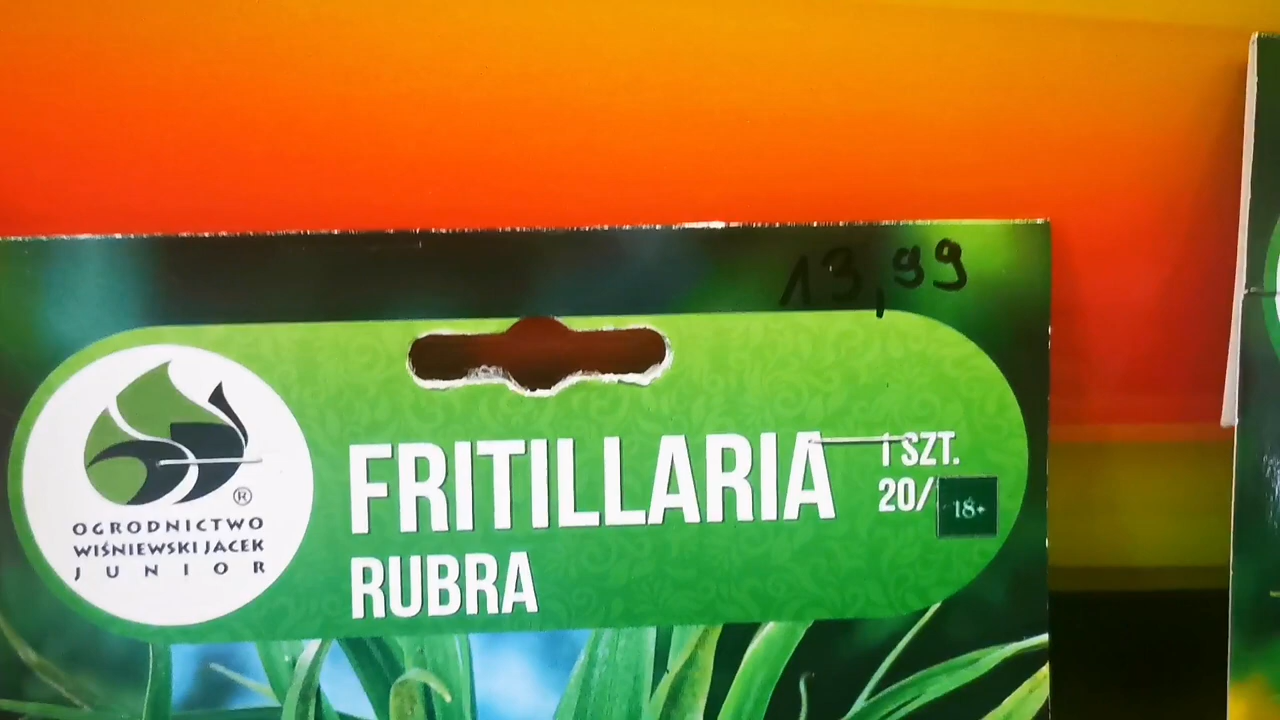 13,99
FRITILLARIA
RUBRA
1 SZT.
20/
18+
®
OGRODNICTWO
WIŚNIEWSKI JACEK
JUNIOR